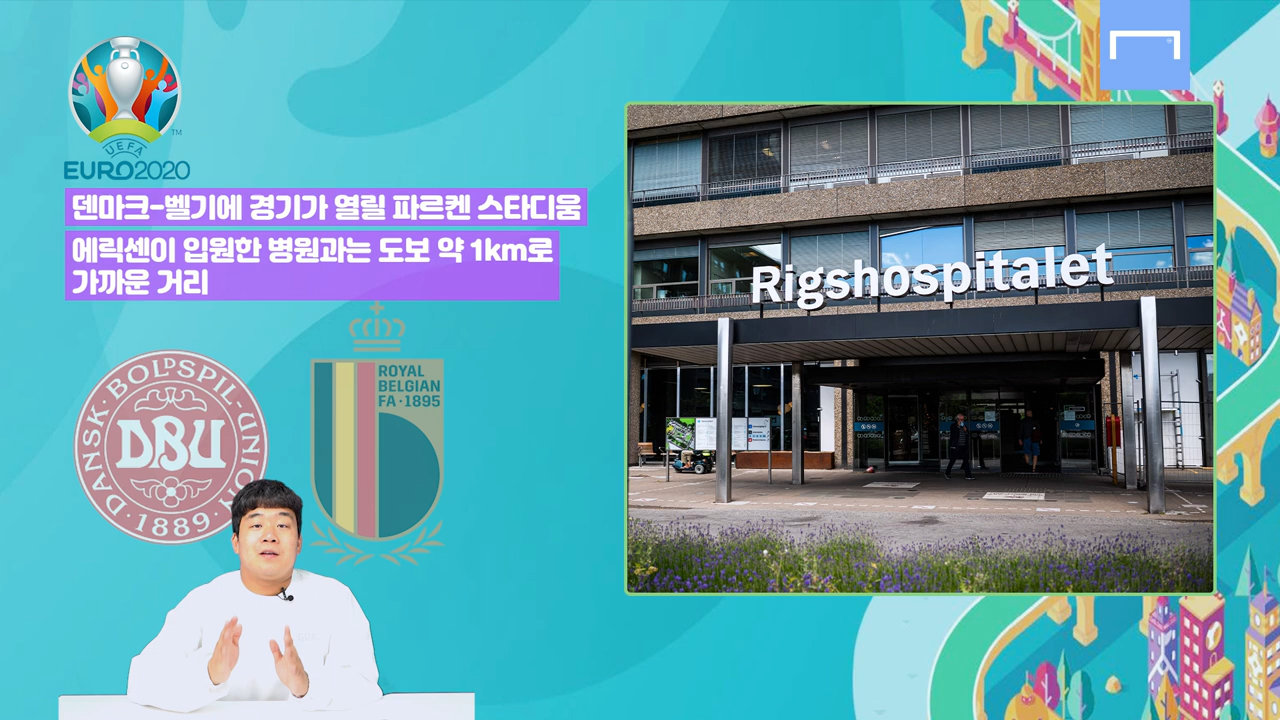 UEFA
EURO2020
TM
덴마크-벨기에 경기가 열릴 파르켄 스타디움
에릭센이 입원한 병원과는 도보 약 1km로
가까운 거리
DANSK · BOLDSPIL · UNION
DBU
· 1889 ·
ROYAL
BELGIAN
FA · 1895
Rigshospitalet